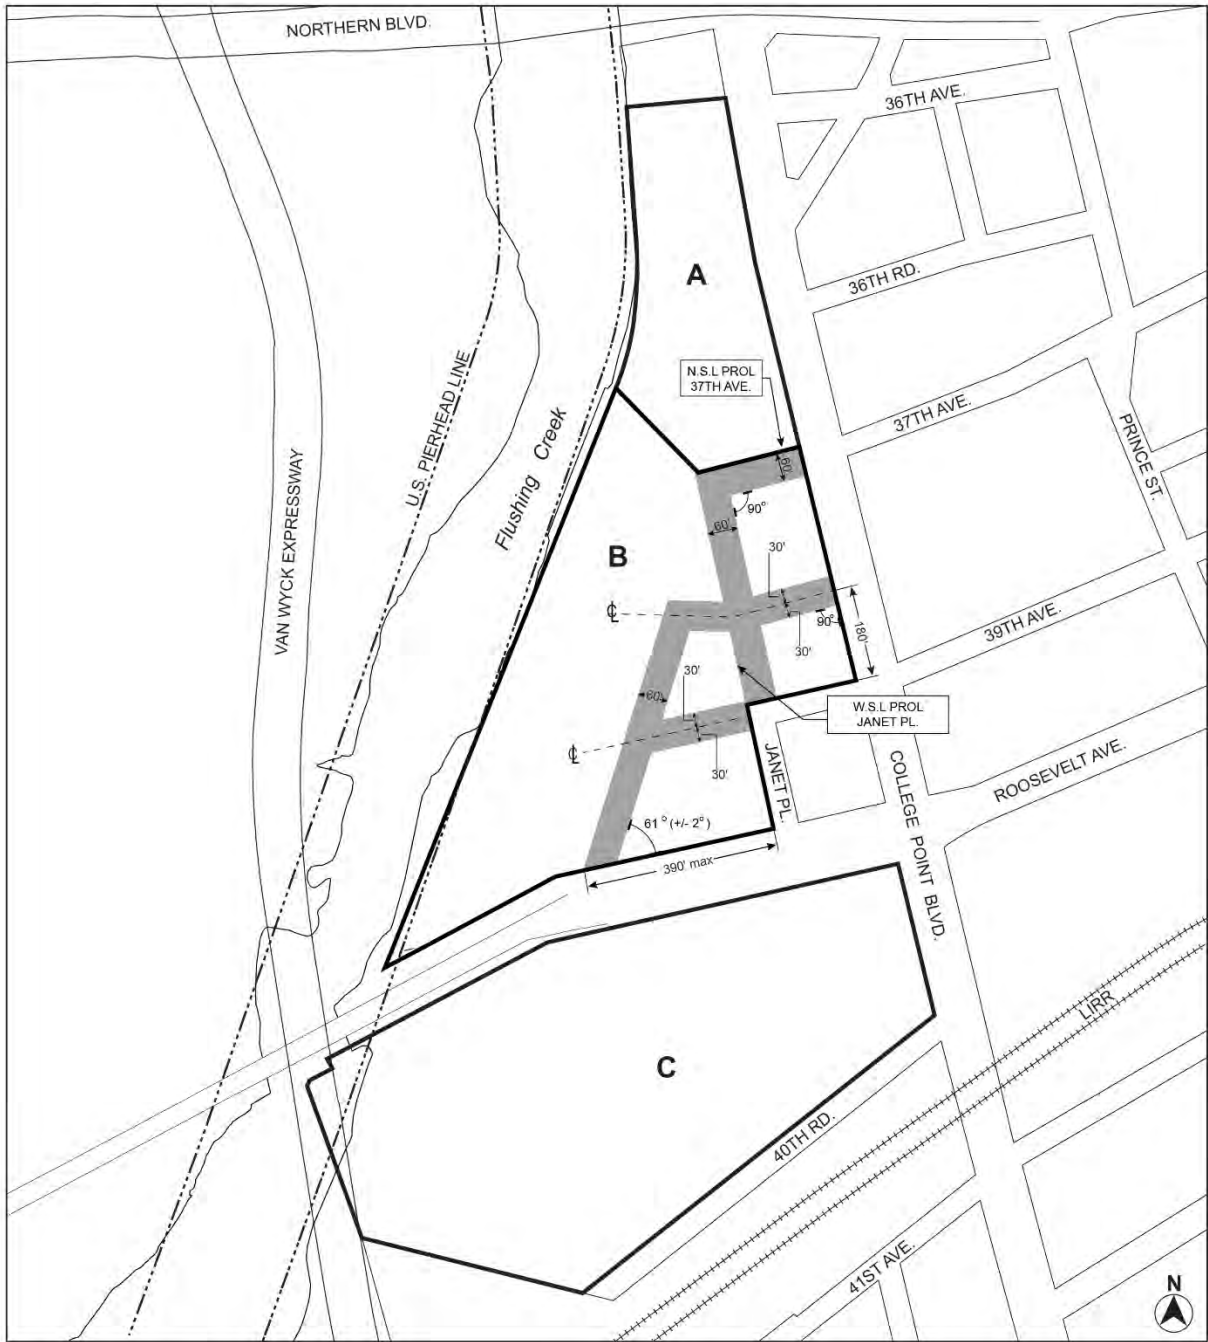 NORTHERN BLVD.
36TH AVE.
A
36TH RD.
U.S. PIERHEAD LINE
N.S.L PROL
37TH AVE.
37TH AVE.
PRINCE ST.
Flushing Creek
VAN WYCK EXPRESSWAY
60'
90°
60'
B
30'
℄
90°
180'
39TH AVE.
30'
30'
60'
W.S.L PROL
JANET PL.
℄
30'
JANET PL.
COLLEGE POINT BLVD.
ROOSEVELT AVE.
61° (+/- 2°)
390' max
LIRR
C
40TH RD.
41ST AVE.
N